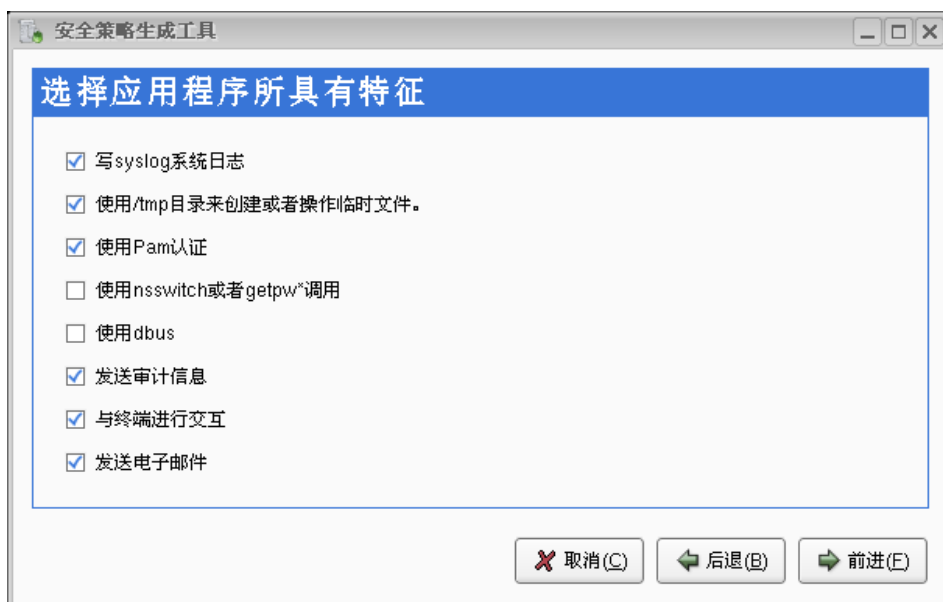 安全策略生成工具
选择应用程序所具有特征
写syslog系统日志
使用/tmp目录来创建或者操作临时文件。
使用Pam认证
使用nsswitch或者getpw*调用
使用dbus
发送审计信息
与终端进行交互
发送电子邮件
取消(C) 后退(B) 前进(F)